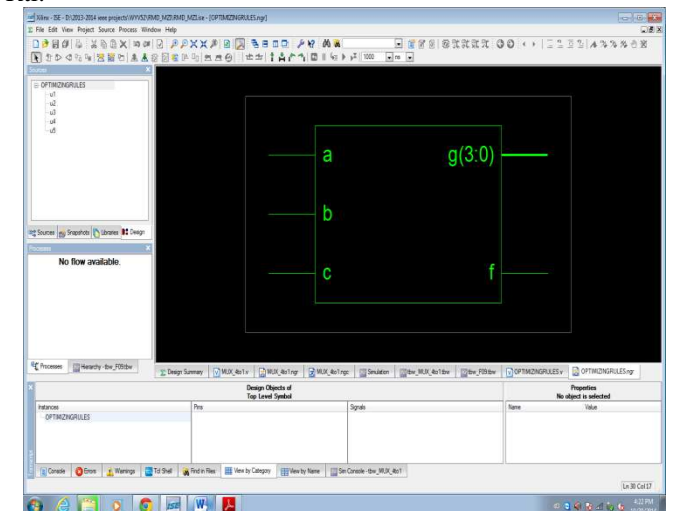 Xilinx - ISE - D:\2013-2014 ieee projects\WYVS2\RMD_MZI\RMD_MZI.ise - [OPTIMIZINGRULES.ngr]
File Edit View Project Source Process Window Help
1000 ns
Sources
OPTIMIZINGRULES
u1
u2
u3
u4
u5
a
b
c
g(3:0)
f
Sources Snapshots Libraries Design
Processes
No flow available.
Processes Hierarchy - tbw_F09.tbw
Design Summary MUX_4to1.v MUX_4to1.ngr MUX_4to1.ngc Simulation tbw_MUX_4to1.tbw tbw_F09.tbw OPTIMIZINGRULES.v OPTIMIZINGRULES.ngr
Design Objects of
Top Level Symbol
Properties
No object is selected
Instances Pins Signals Name Value
OPTIMIZINGRULES
Console Errors Warnings Tcl Shell Find in Files View by Category View by Name Sim Console - tbw_MUX_4to1
Ln 30 Col 17
4:22 PM